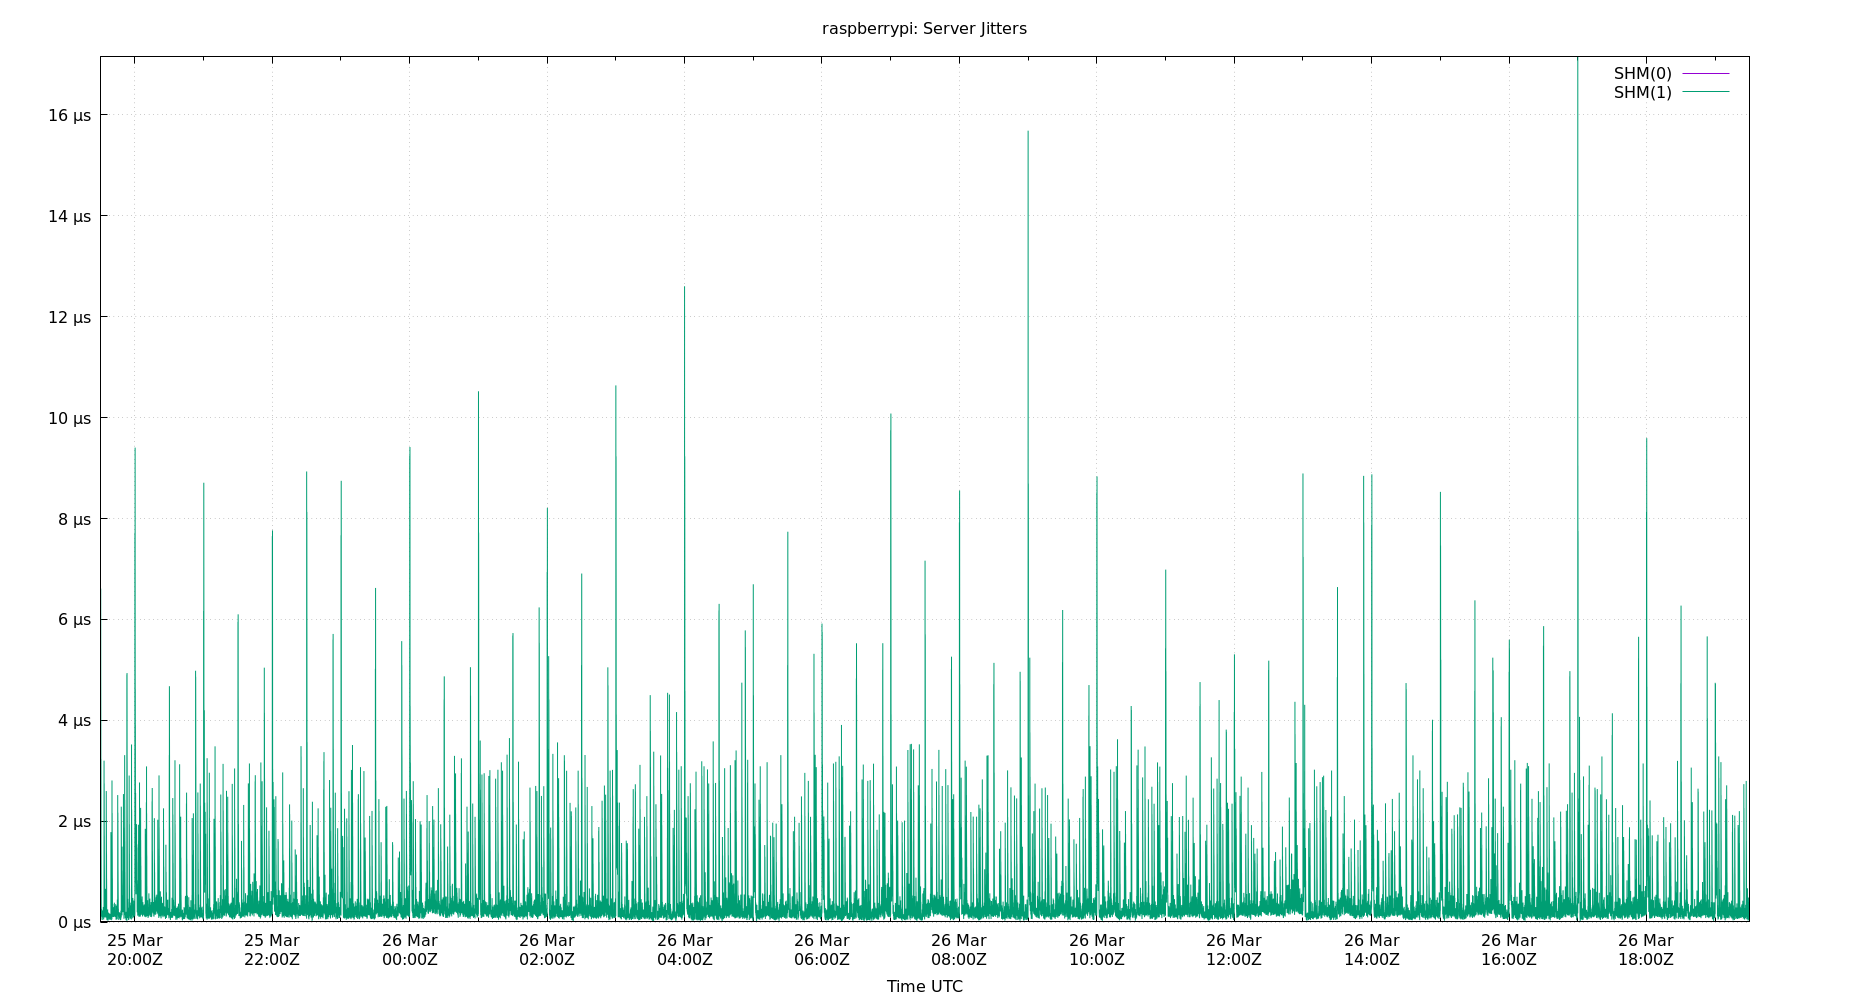 raspberrypi: Server Jitters
SHM(0)
SHM(1)
16 µs
14 µs
12 µs
10 µs
8 µs
6 µs
4 µs
2 µs
0 µs
25 Mar 25 Mar 26 Mar 26 Mar 26 Mar 26 Mar 26 Mar 26 Mar 26 Mar 26 Mar 26 Mar 26 Mar
20:00Z 22:00Z 00:00Z 02:00Z 04:00Z 06:00Z 08:00Z 10:00Z 12:00Z 14:00Z 16:00Z 18:00Z
Time UTC